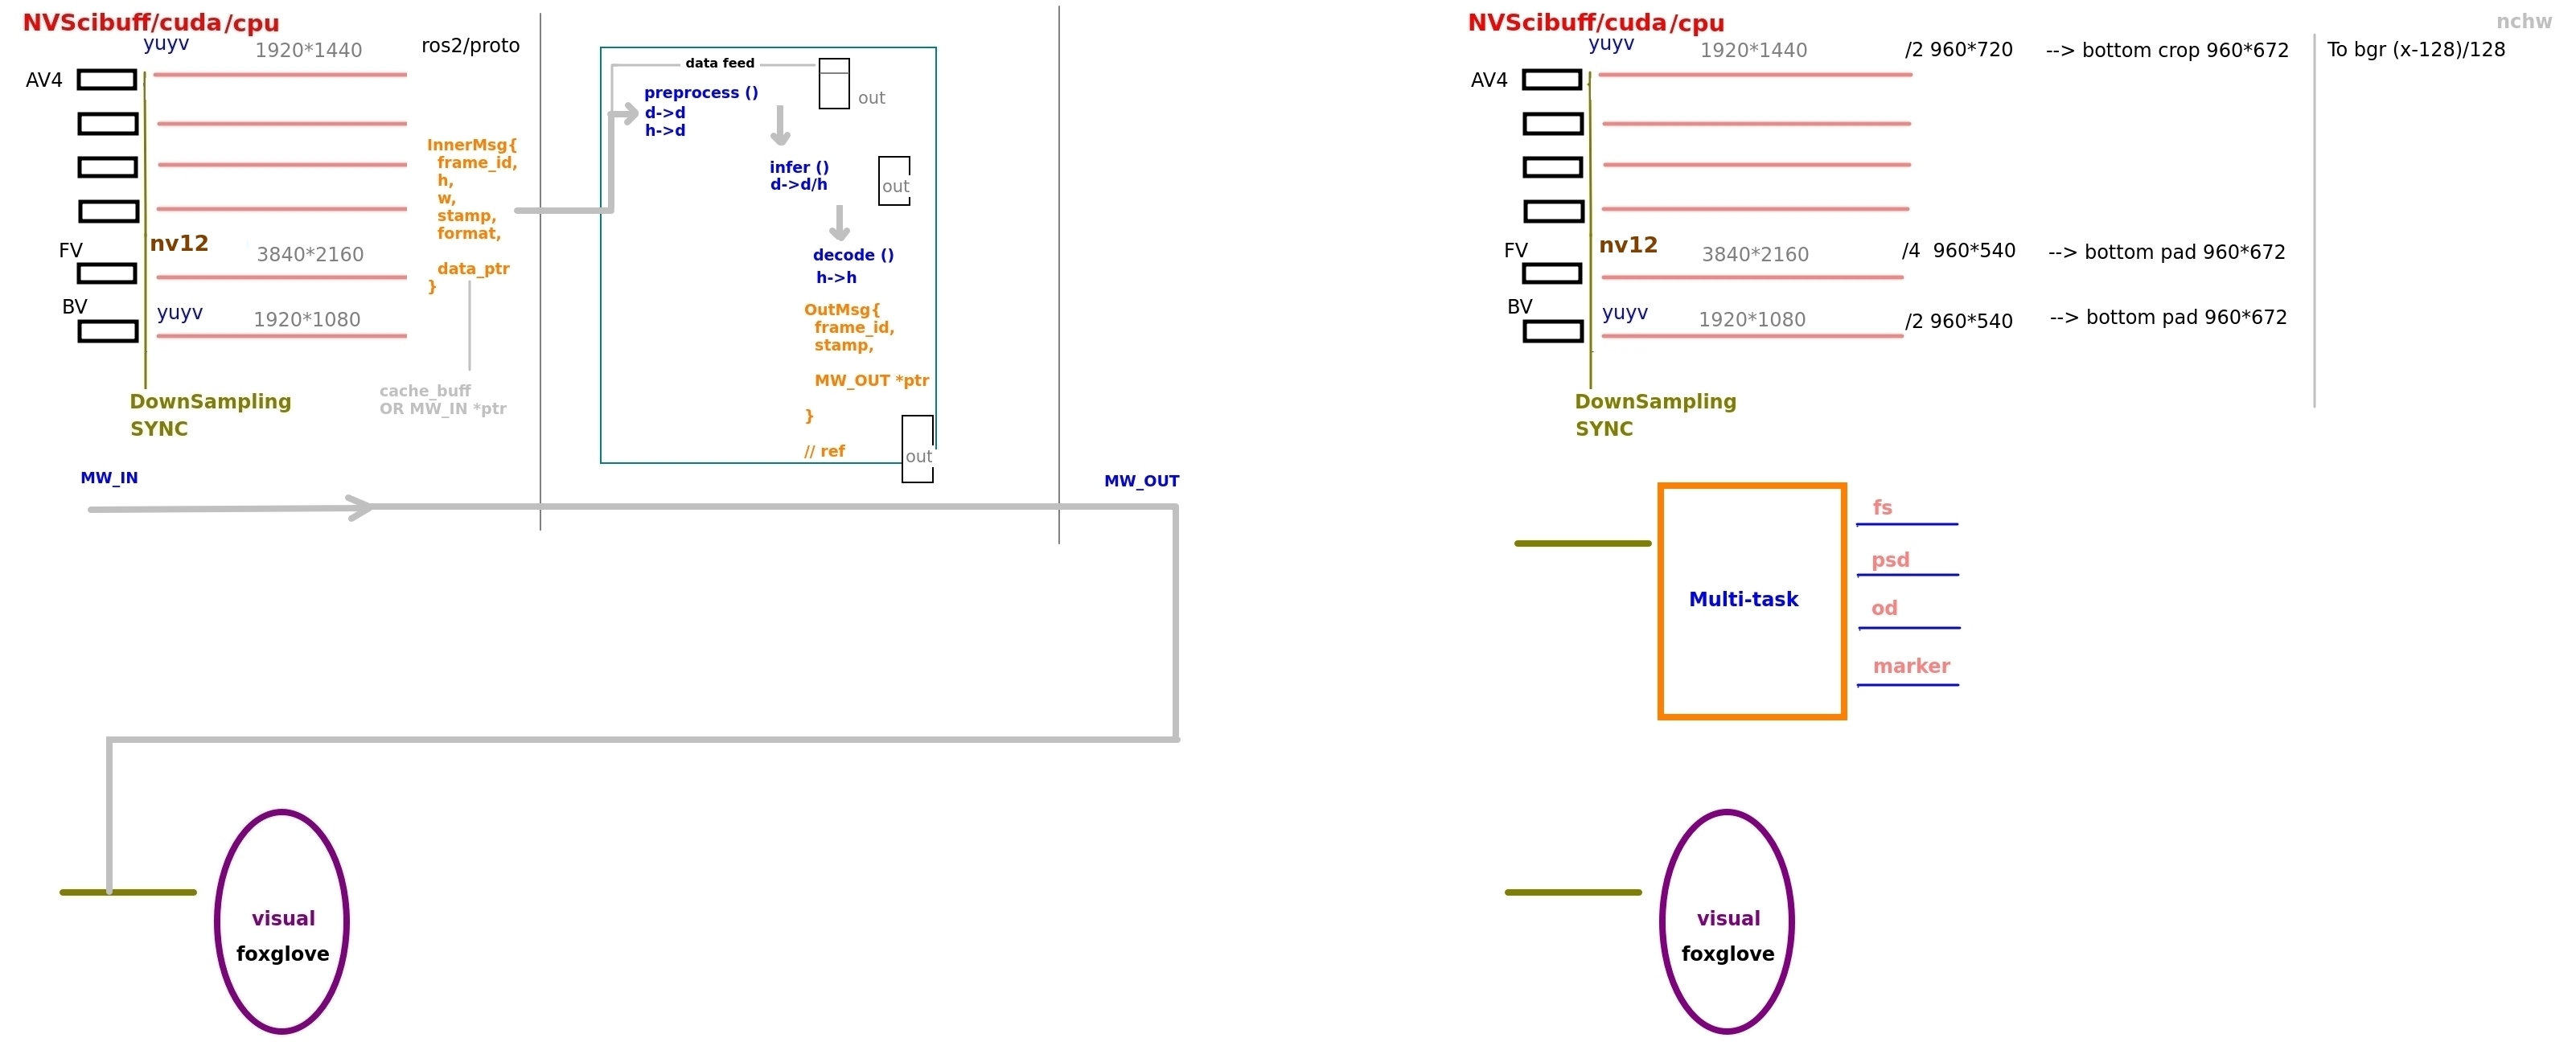 NVScibuff/cuda/cpu
yuyv
1920*1440
ros2/proto
AV4
InnerMsg{
frame_id,
h,
w,
stamp,
format,
data_ptr
}
nv12
FV
3840*2160
BV
yuyv
1920*1080
cache_buff
OR MW_IN *ptr
DownSampling
SYNC
data feed
preprocess ()
d->d
h->d
out
infer ()
d->d/h
out
decode ()
h->h
OutMsg{
frame_id,
stamp,
MW_OUT *ptr
}
// ref
out
MW_IN
MW_OUT
visual
foxglove
NVScibuff/cuda/cpu
nchw
yuyv
1920*1440
/2 960*720
--> bottom crop 960*672
To bgr (x-128)/128
AV4
FV
nv12
3840*2160
/4 960*540
--> bottom pad 960*672
BV
yuyv
1920*1080
/2 960*540
--> bottom pad 960*672
DownSampling
SYNC
Multi-task
fs
psd
od
marker
visual
foxglove